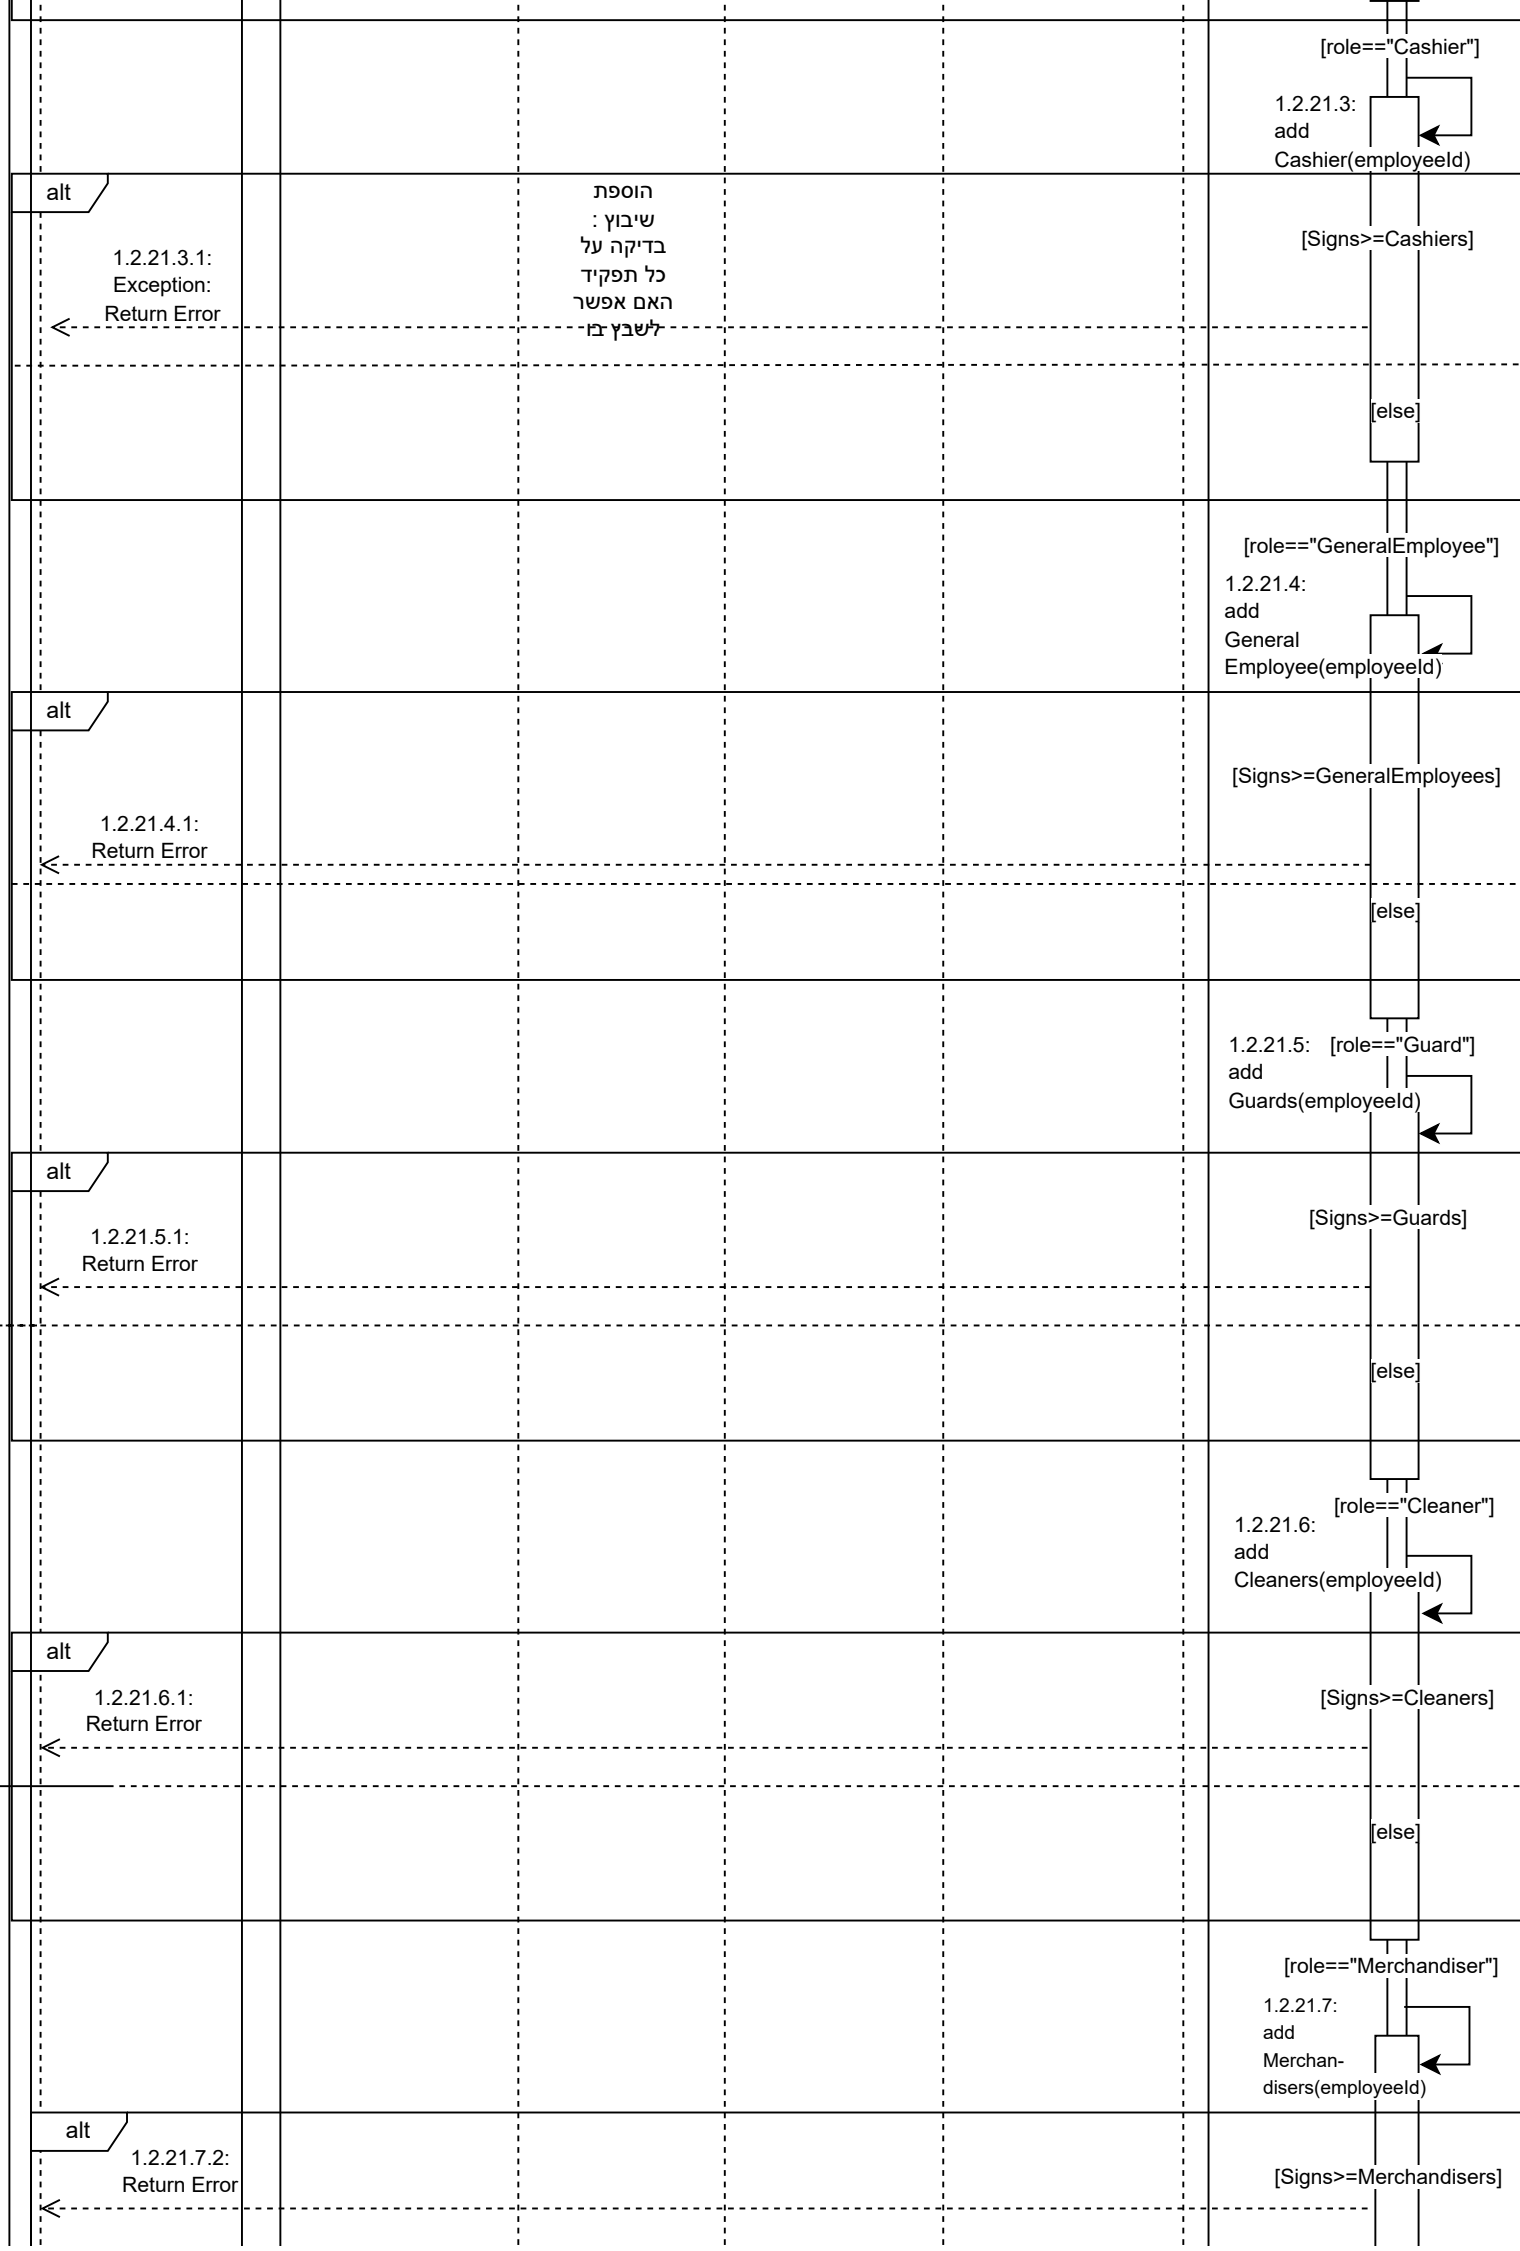 [role=="Cashier"]
1.2.21.3:
add
Cashier(employeeId)
alt
הוספת
שיבוץ :
בדיקה על
כל תפקיד
האם אפשר
לשבץ בו
[Signs>=Cashiers]
1.2.21.3.1:
Exception:
Return Error
[else]
[role=="GeneralEmployee"]
1.2.21.4:
add
General
Employee(employeeId)
alt
[Signs>=GeneralEmployees]
1.2.21.4.1:
Return Error
[else]
1.2.21.5:
add
Guards(employeeId)
[role=="Guard"]
alt
[Signs>=Guards]
1.2.21.5.1:
Return Error
[else]
[role=="Cleaner"]
1.2.21.6:
add
Cleaners(employeeId)
alt
1.2.21.6.1:
Return Error
[Signs>=Cleaners]
[else]
[role=="Merchandiser"]
1.2.21.7:
add
Merchan-
disers(employeeId)
alt
1.2.21.7.2:
Return Error
[Signs>=Merchandisers]